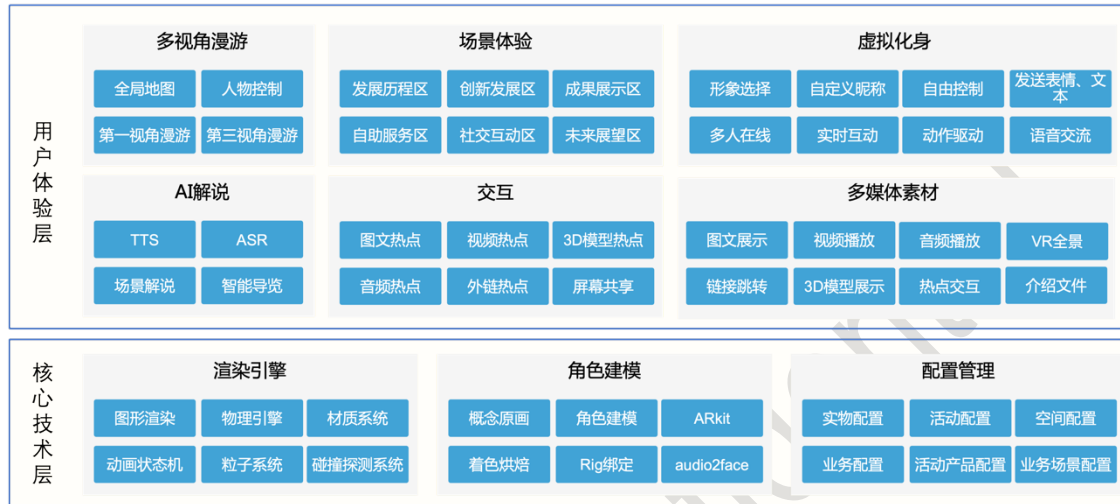 用户体验层
多视角漫游
全局地图
人物控制
第一视角漫游
第三视角漫游
场景体验
发展历程区
创新发展区
成果展示区
自助服务区
社交互动区
未来展望区
虚拟化身
形象选择
自定义昵称
自由控制
发送表情、文
本
多人在线
实时互动
动作驱动
语音交流
AI解说
TTS
ASR
场景解说
智能导览
交互
图文热点
视频热点
3D模型热点
音频热点
外链热点
屏幕共享
多媒体素材
图文展示
视频播放
音频播放
VR全景
链接跳转
3D模型展示
热点交互
介绍文件
核心技术层
渲染引擎
图形渲染
物理引擎
材质系统
动画状态机
粒子系统
碰撞探测系统
角色建模
概念原画
角色建模
ARkit
着色烘焙
Rig绑定
audio2face
配置管理
实物配置
活动配置
空间配置
业务配置
活动产品配置
业务场景配置